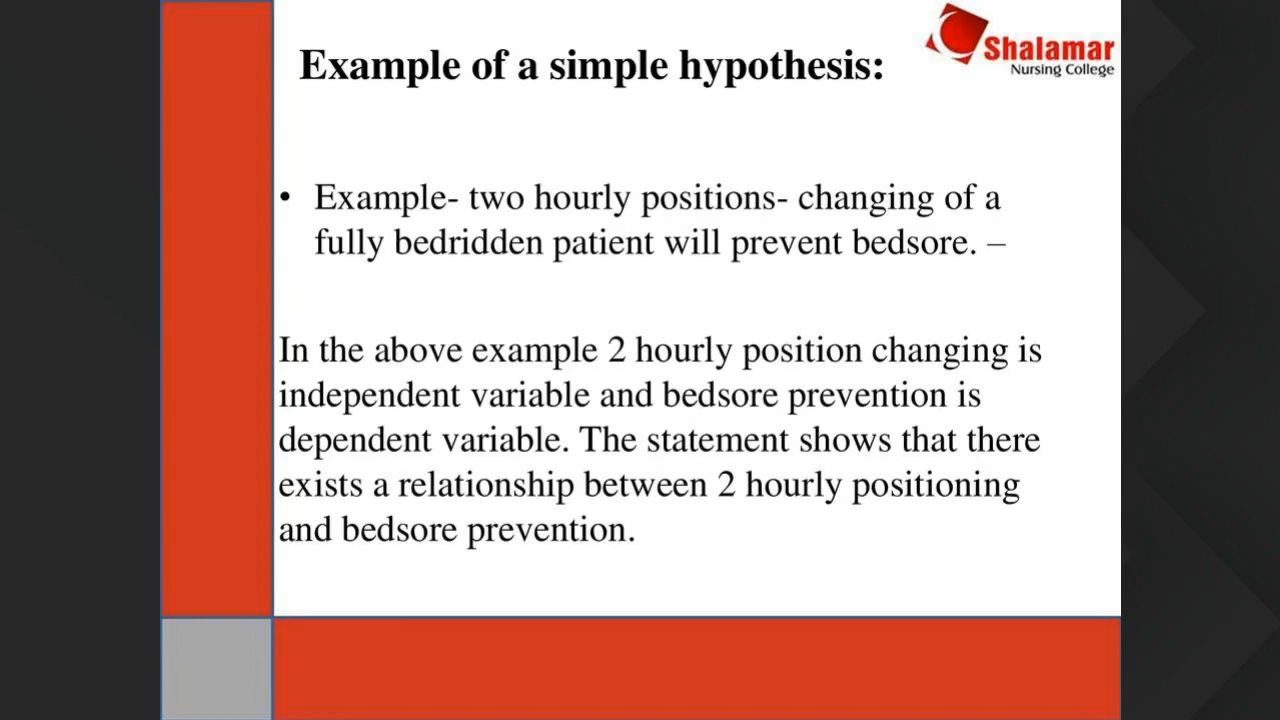 Example of a simple hypothesis:
Shalamar
Nursing College
• Example- two hourly positions- changing of a
fully bedridden patient will prevent bedsore. –
In the above example 2 hourly position changing is
independent variable and bedsore prevention is
dependent variable. The statement shows that there
exists a relationship between 2 hourly positioning
and bedsore prevention.